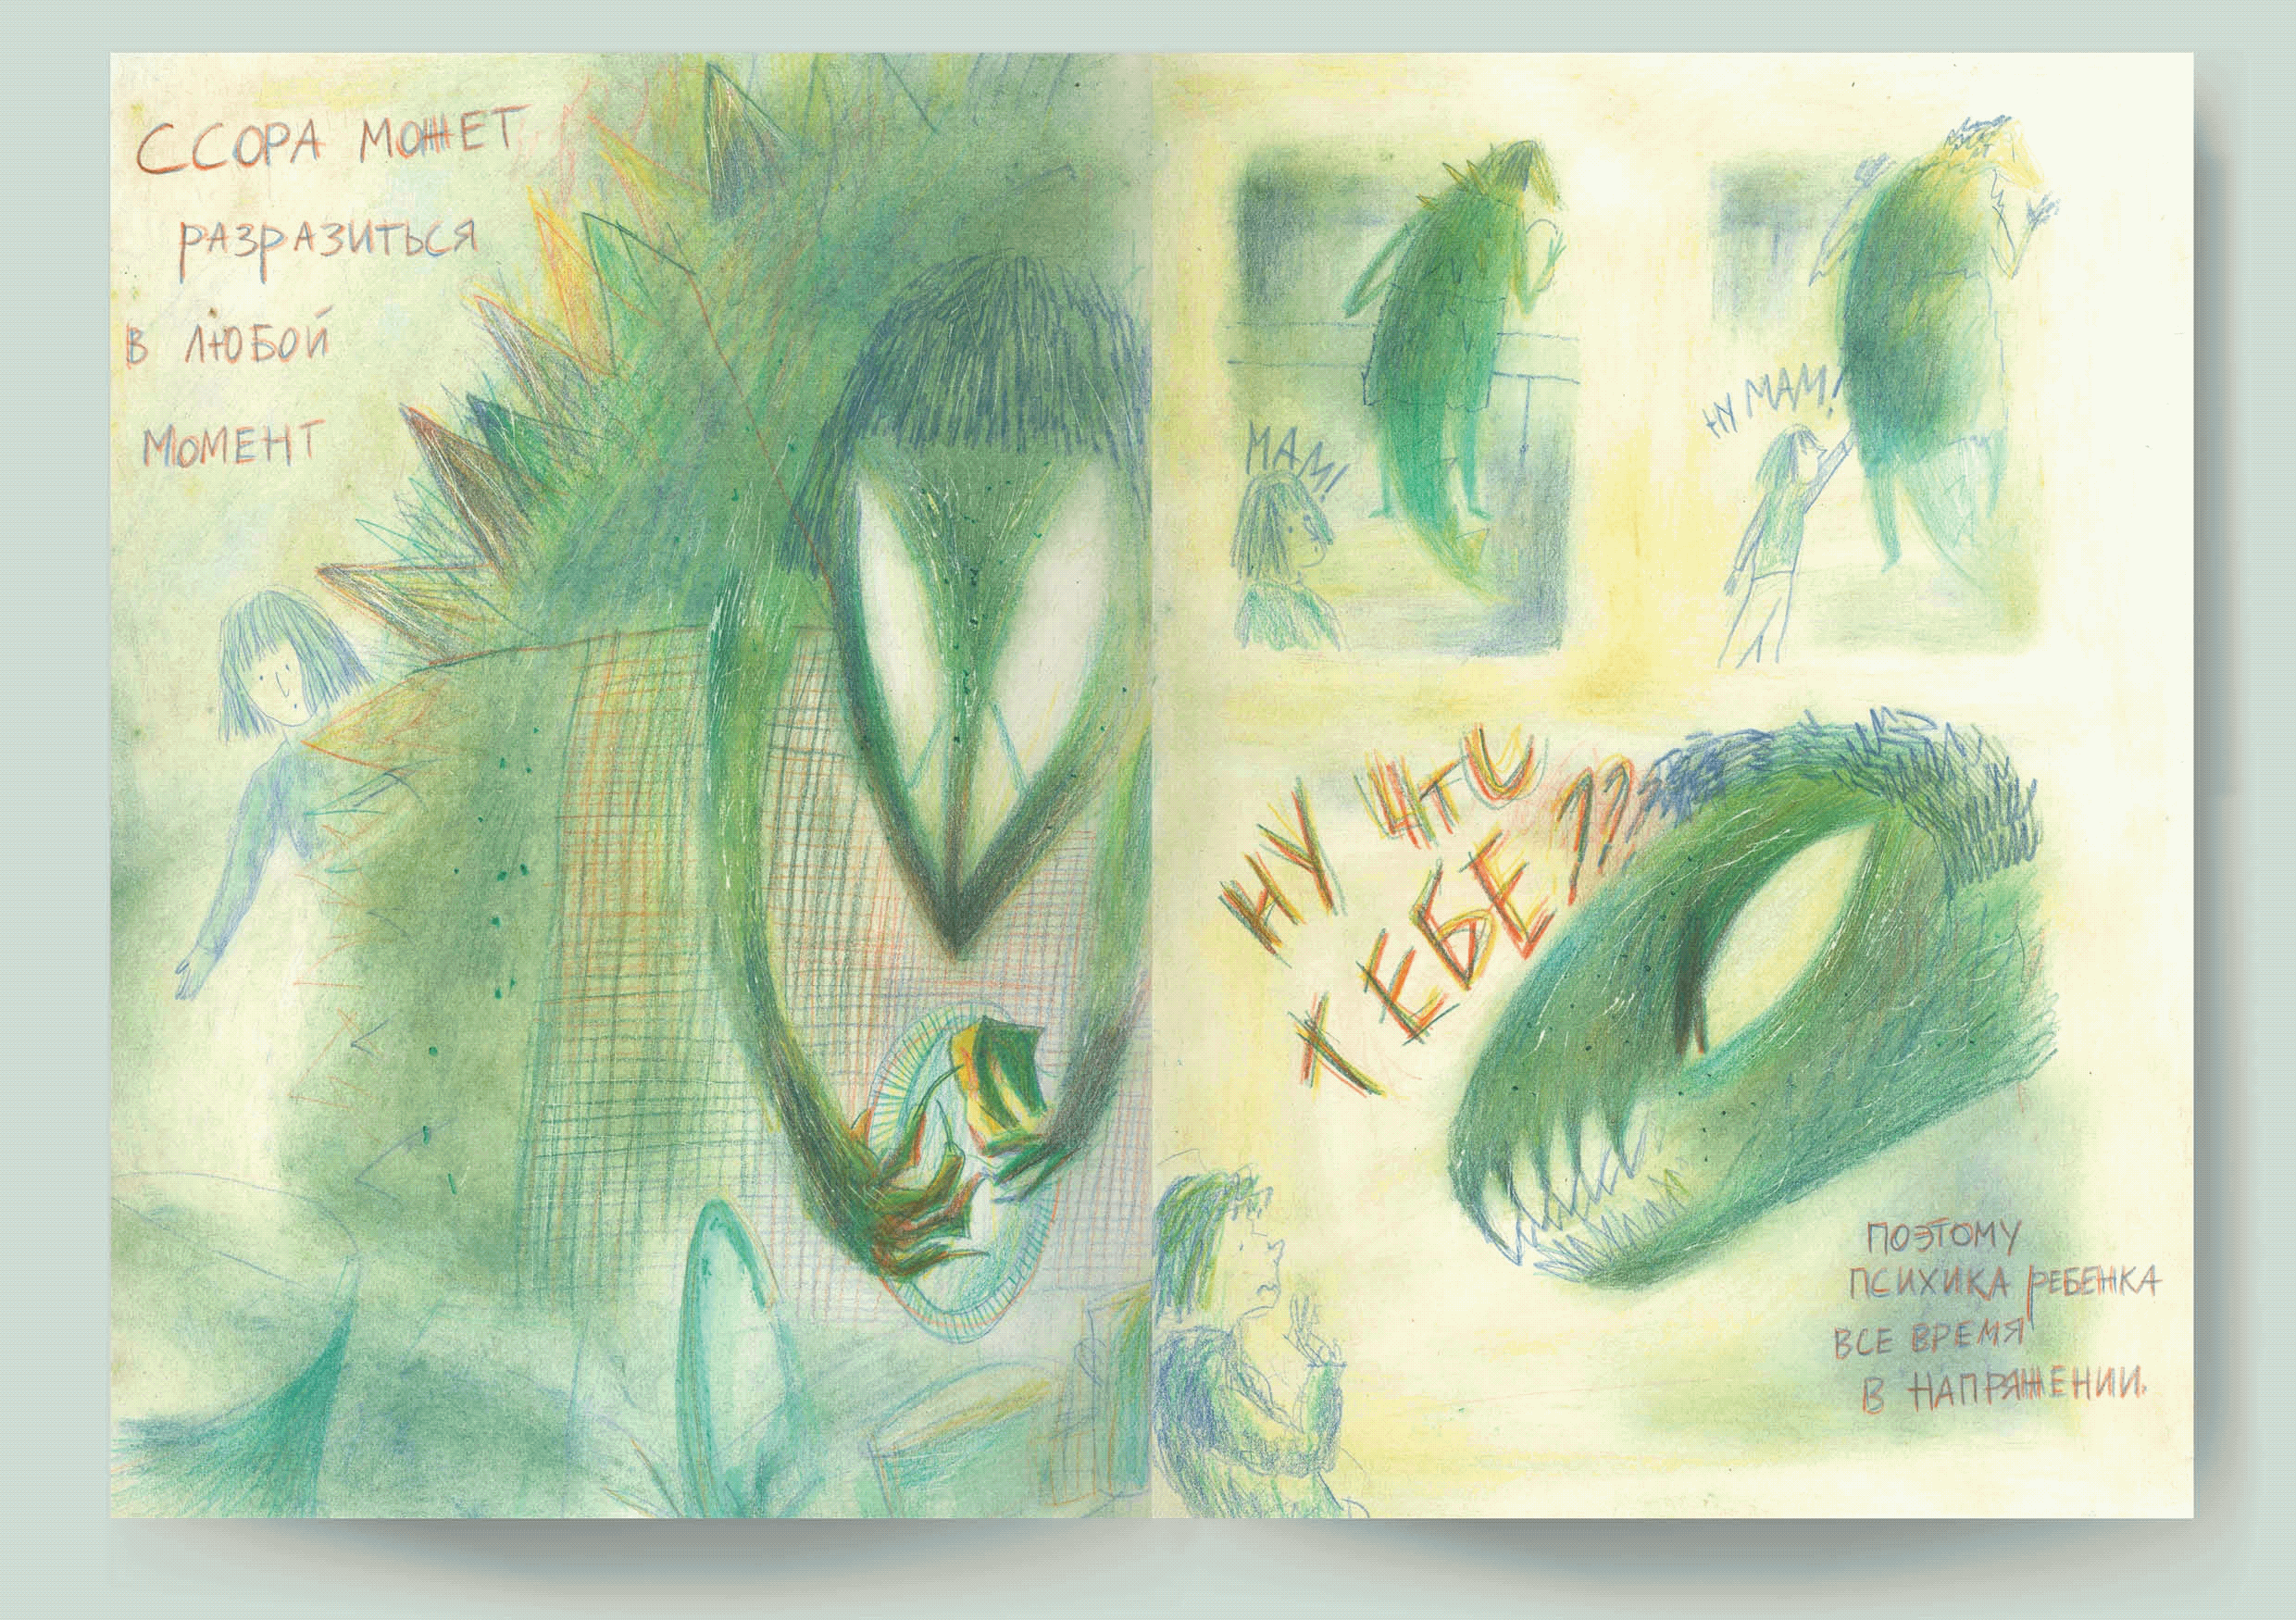 ССОРА МОЖЕТ
РАЗРАЗИТЬСЯ
В ЛЮБОЙ
МОМЕНТ
МАМ!
НУ МАМ!
НУ ЧТО
ТЕБЕ??
ПОЭТОМУ
ПСИХИКА РЕБЕНКА
ВСЕ ВРЕМЯ
В НАПРЯЖЕНИИ.